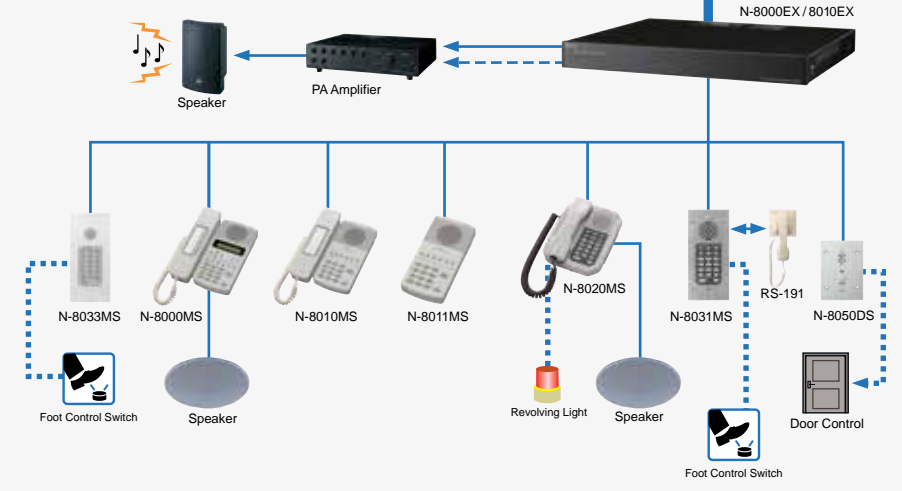 N-8000EX / 8010EX
PA Amplifier
Speaker
N-8033MS
N-8000MS
N-8010MS
N-8011MS
N-8020MS
N-8031MS
RS-191
N-8050DS
Foot Control Switch
Speaker
Revolving Light
Speaker
Door Control
Foot Control Switch